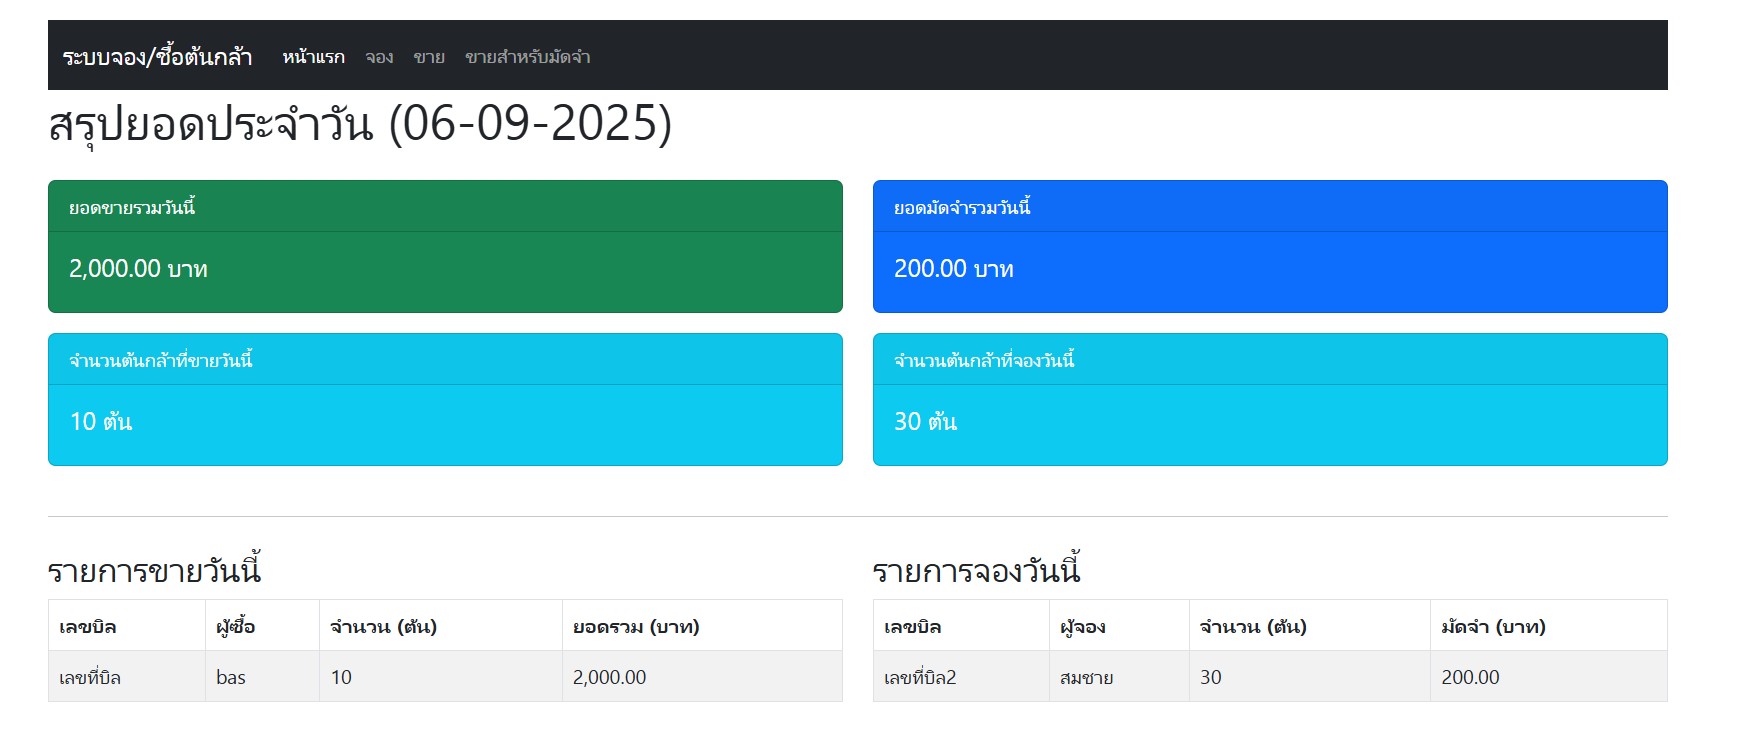 ระบบจอง/ซื้อต้นกล้า หน้าแรก จอง ขาย ขายสำหรับมัดจำ
สรุปยอดประจำวัน (06-09-2025)
ยอดขายรวมวันนี้
2,000.00 บาท
ยอดมัดจำรวมวันนี้
200.00 บาท
จำนวนต้นกล้าที่ขายวันนี้
10 ต้น
จำนวนต้นกล้าที่จองวันนี้
30 ต้น
รายการขายวันนี้
เลขบิล ผู้ซื้อ จำนวน (ต้น) ยอดรวม (บาท)
เลขที่บิล bas 10 2,000.00
รายการจองวันนี้
เลขบิล ผู้จอง จำนวน (ต้น) มัดจำ (บาท)
เลขที่บิล2 สมชาย 30 200.00